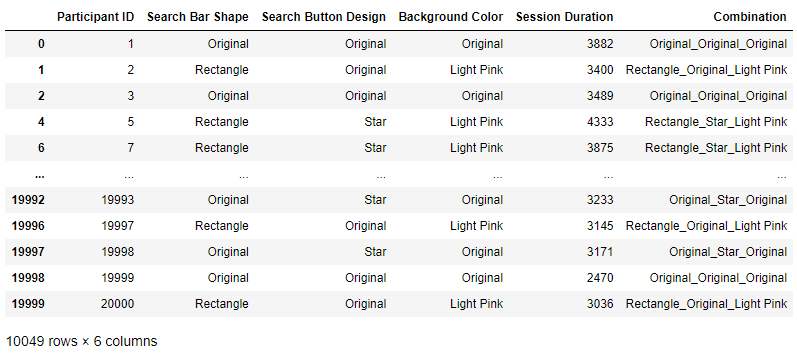 Participant ID Search Bar Shape Search Button Design Background Color Session Duration Combination
0 1 Original Original Original 3882 Original_Original_Original
1 2 Rectangle Original Light Pink 3400 Rectangle_Original_Light Pink
2 3 Original Original Original 3489 Original_Original_Original
4 5 Rectangle Star Light Pink 4333 Rectangle_Star_Light Pink
6 7 Rectangle Star Light Pink 3875 Rectangle_Star_Light Pink
... ... ... ... ... ... ...
19992 19993 Original Star Original 3233 Original_Star_Original
19996 19997 Rectangle Original Light Pink 3145 Rectangle_Original_Light Pink
19997 19998 Original Star Original 3171 Original_Star_Original
19998 19999 Original Original Original 2470 Original_Original_Original
19999 20000 Rectangle Original Light Pink 3036 Rectangle_Original_Light Pink
10049 rows × 6 columns